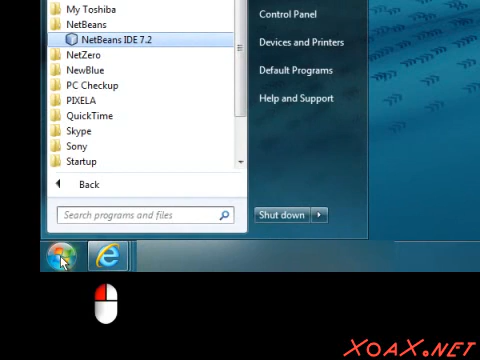 My Toshiba
NetBeans
NetBeans IDE 7.2
NetZero
NewBlue
PC Checkup
PIXELA
QuickTime
Skype
Sony
Startup
Back
Search programs and files
Control Panel
Devices and Printers
Default Programs
Help and Support
Shut down
XOAX.NET